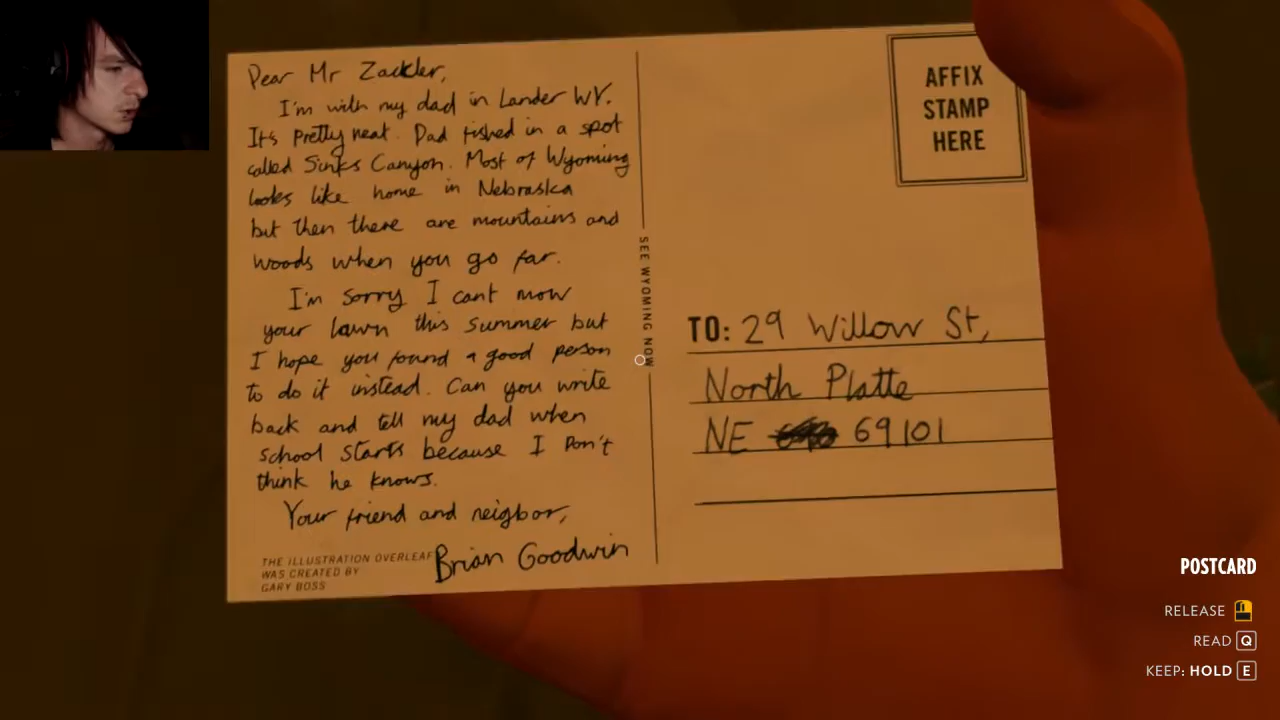 Dear Mr Zackler,
I'm with my dad in Lander WY.
It's pretty neat. Dad fished in a spot
called Sinks Canyon. Most of Wyoming
looks like home in Nebraska
but then there are mountains and
woods when you go far.
I'm sorry I cant mow
your lawn this summer but
I hope you found a good person
to do it instead. Can you write
back and tell my dad when
school starts because I Don't
think he knows.
Your friend and neigbor,
Brian Goodwin
THE ILLUSTRATION OVERLEAF
WAS CREATED BY
GARY BOSS
SEE WYOMING NOW
AFFIX
STAMP
HERE
TO: 29 Willow St,
North Platte
NE 69101
POSTCARD
RELEASE
READ Q
KEEP: HOLD E